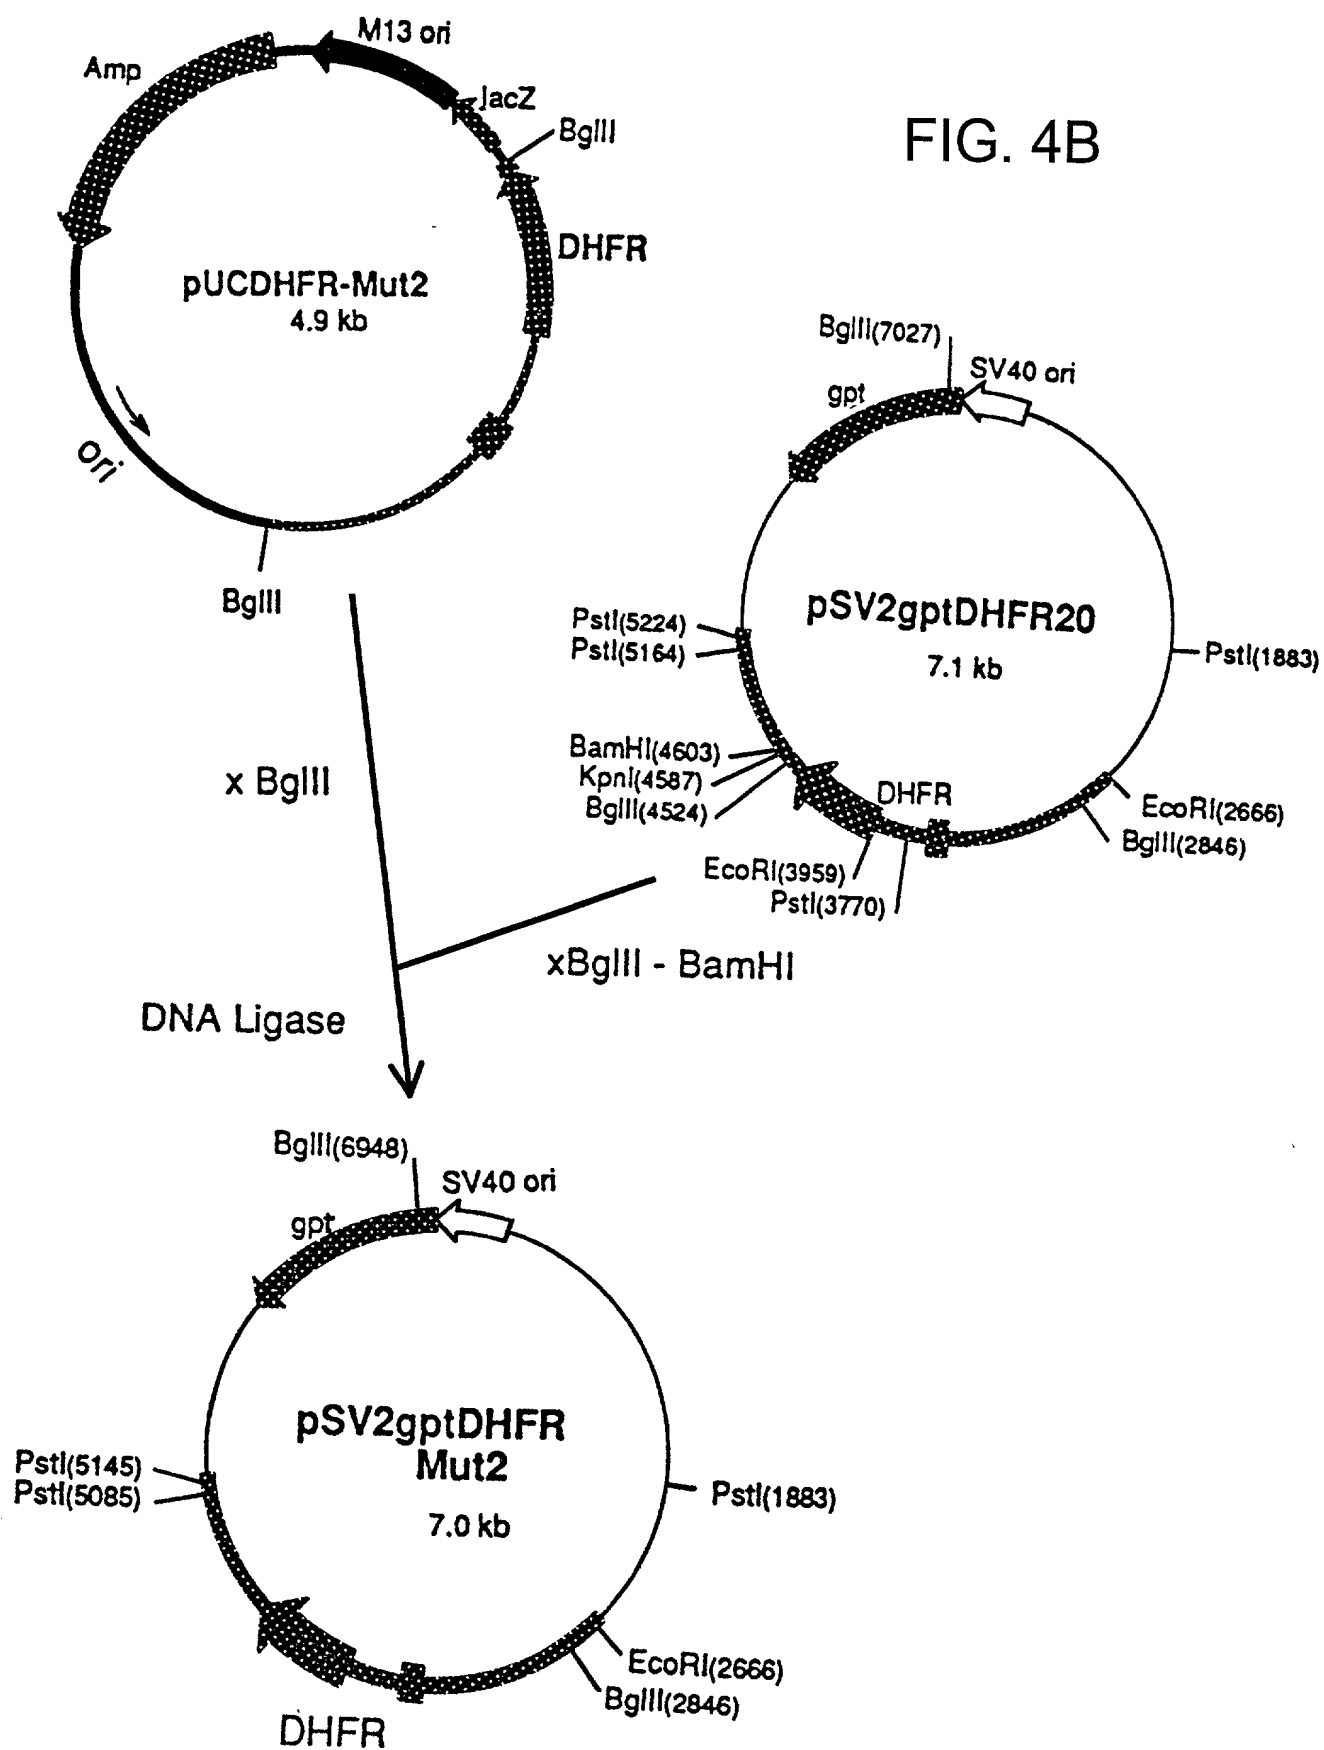 M13 ori
Amp
lacZ
BglII
FIG. 4B
DHFR
pUCDHFR-Mut2
4.9 kb
ori
BglII
BglII(7027)
SV40 ori
gpt
pSV2gptDHFR20
7.1 kb
PstI(5224)
PstI(5164)
PstI(1883)
BamHI(4603)
KpnI(4587)
BglII(4524)
DHFR
EcoRI(2666)
BglII(2846)
EcoRI(3959)
PstI(3770)
x BglII
xBglII - BamHI
DNA Ligase
BglII(6948)
SV40 ori
gpt
pSV2gptDHFR
Mut2
7.0 kb
PstI(5145)
PstI(5085)
PstI(1883)
EcoRI(2666)
BglII(2846)
DHFR